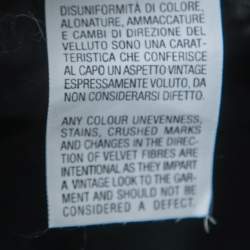 DISUNIFORMITÀ DI COLORE,
ALONATURE, AMMACCATURE
E CAMBI DI DIREZIONE DEL
VELLUTO SONO UNA CARAT-
TERISTICA CHE CONFERISCE
AL CAPO UN ASPETTO VINTAGE
ESPRESSAMENTE VOLUTO, DA
NON CONSIDERARSI DIFETTO.
ANY COLOUR UNEVENNESS,
STAINS, CRUSHED MARKS
AND CHANGES IN THE DIREC-
TION OF VELVET FIBRES ARE
INTENTIONAL AS THEY IMPART
A VINTAGE LOOK TO THE GAR-
MENT AND SHOULD NOT BE
CONSIDERED A DEFECT.